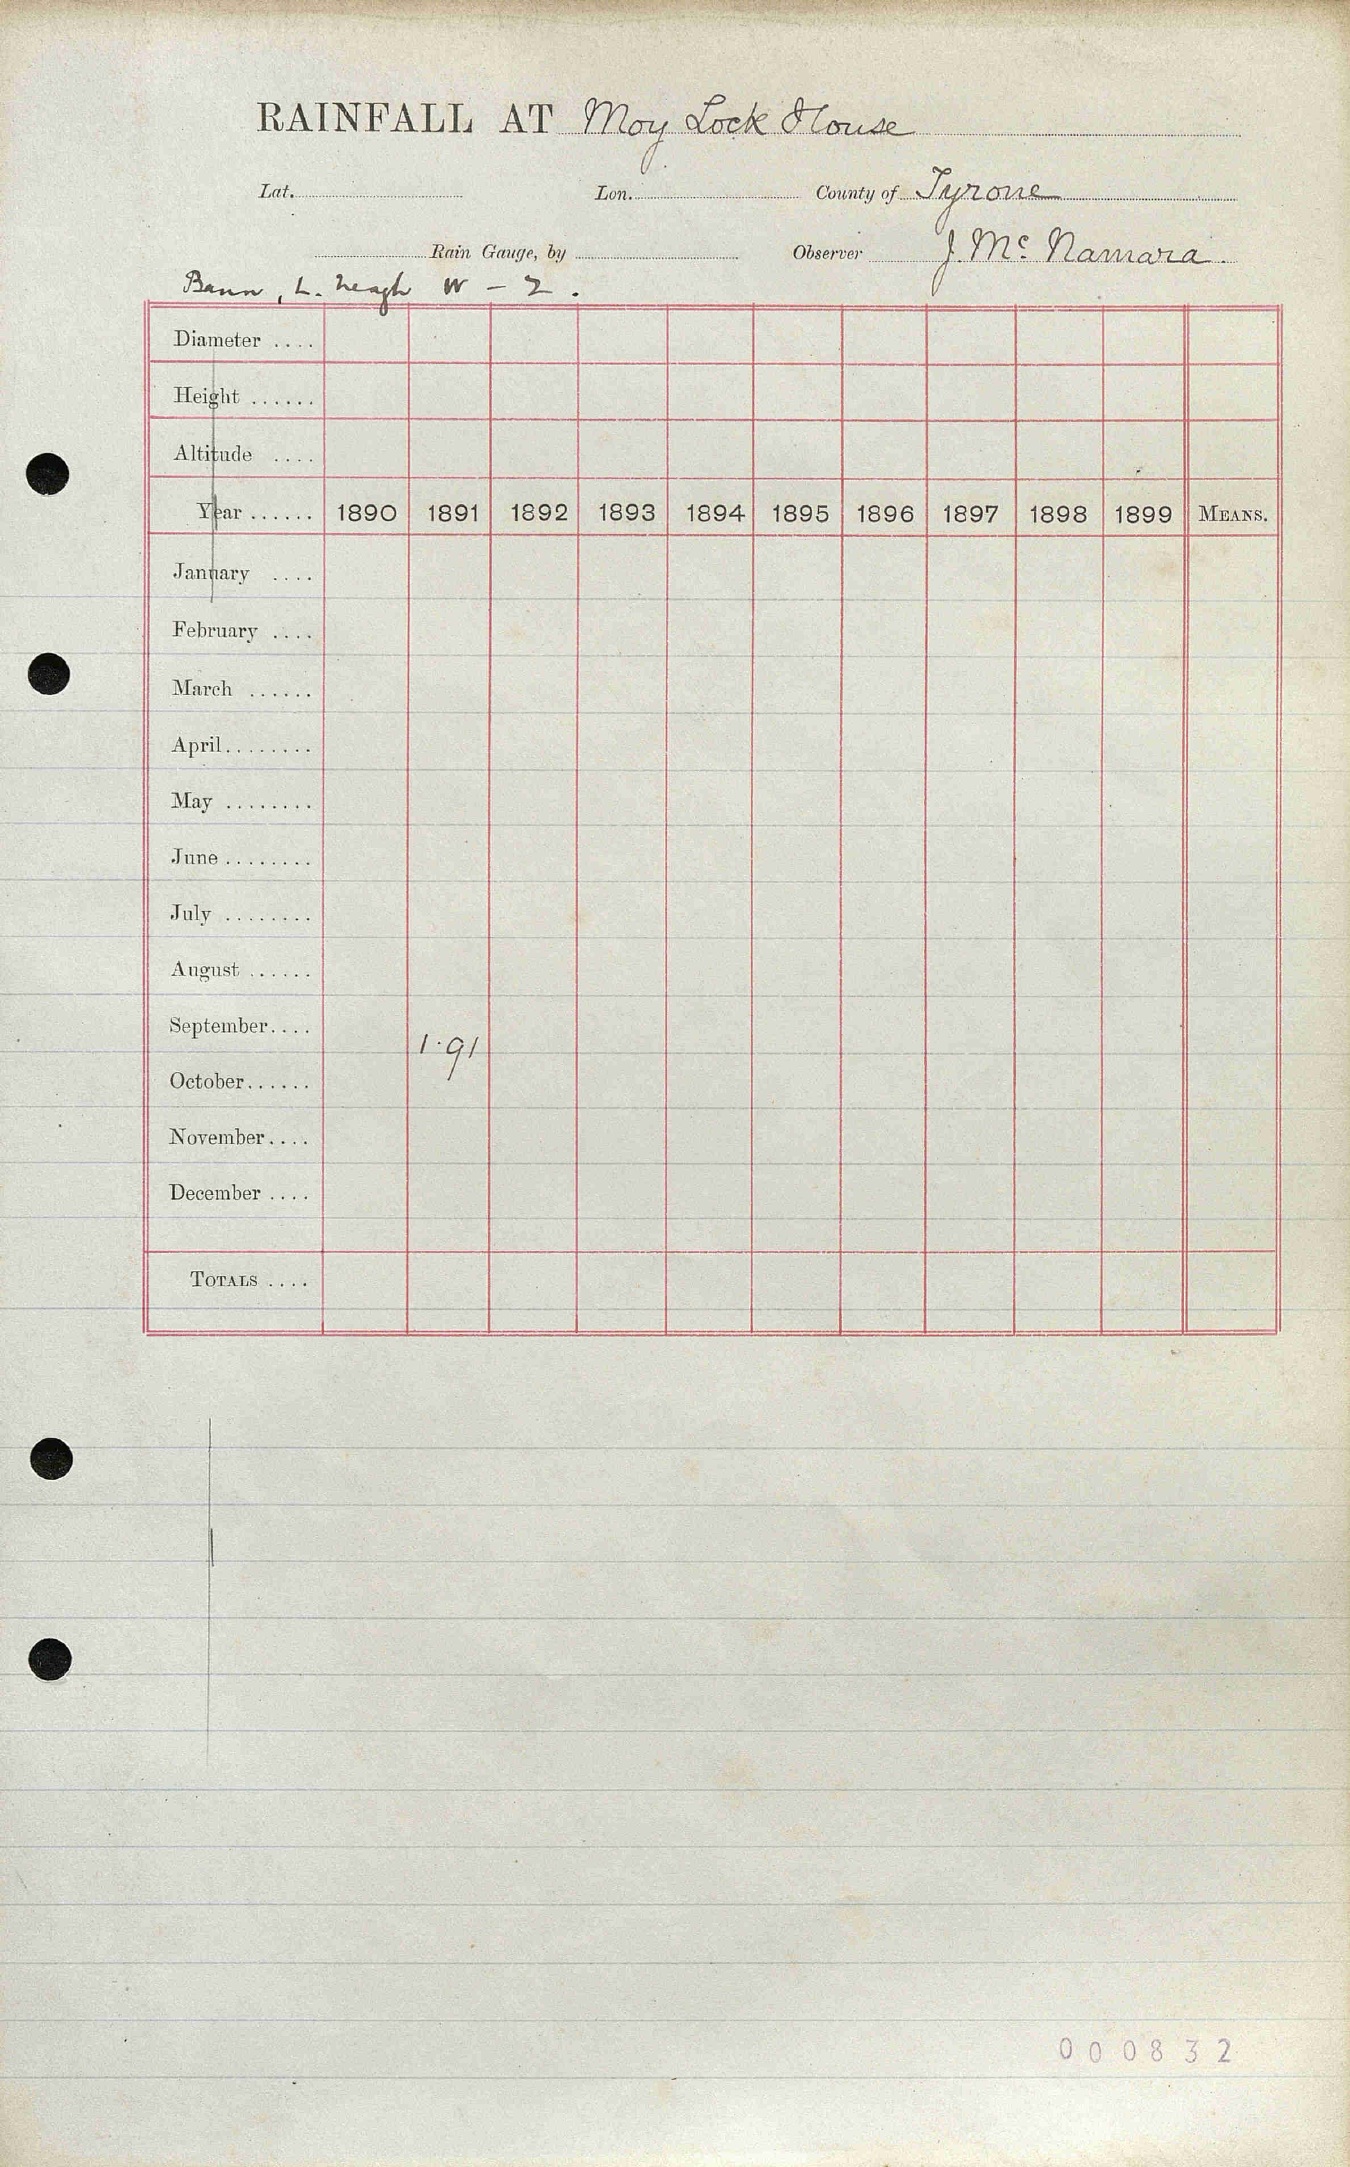 RAINFALL AT Moy Lock House
Lat. Lon. County of Tyrone
Rain Gauge, by Observer J. Mc Namara.
Bann, L. Neagh W –
Diameter ....
Height ......
Altitude ....
Year ...... 1890 1891 1892 1893 1894 1895 1896 1897 1898 1899 MEANS.
January ....
February ....
March ......
April........
May ........
June ........
July ........
August ......
September....
1.91
October......
November....
December ....
TOTALS ....
000832